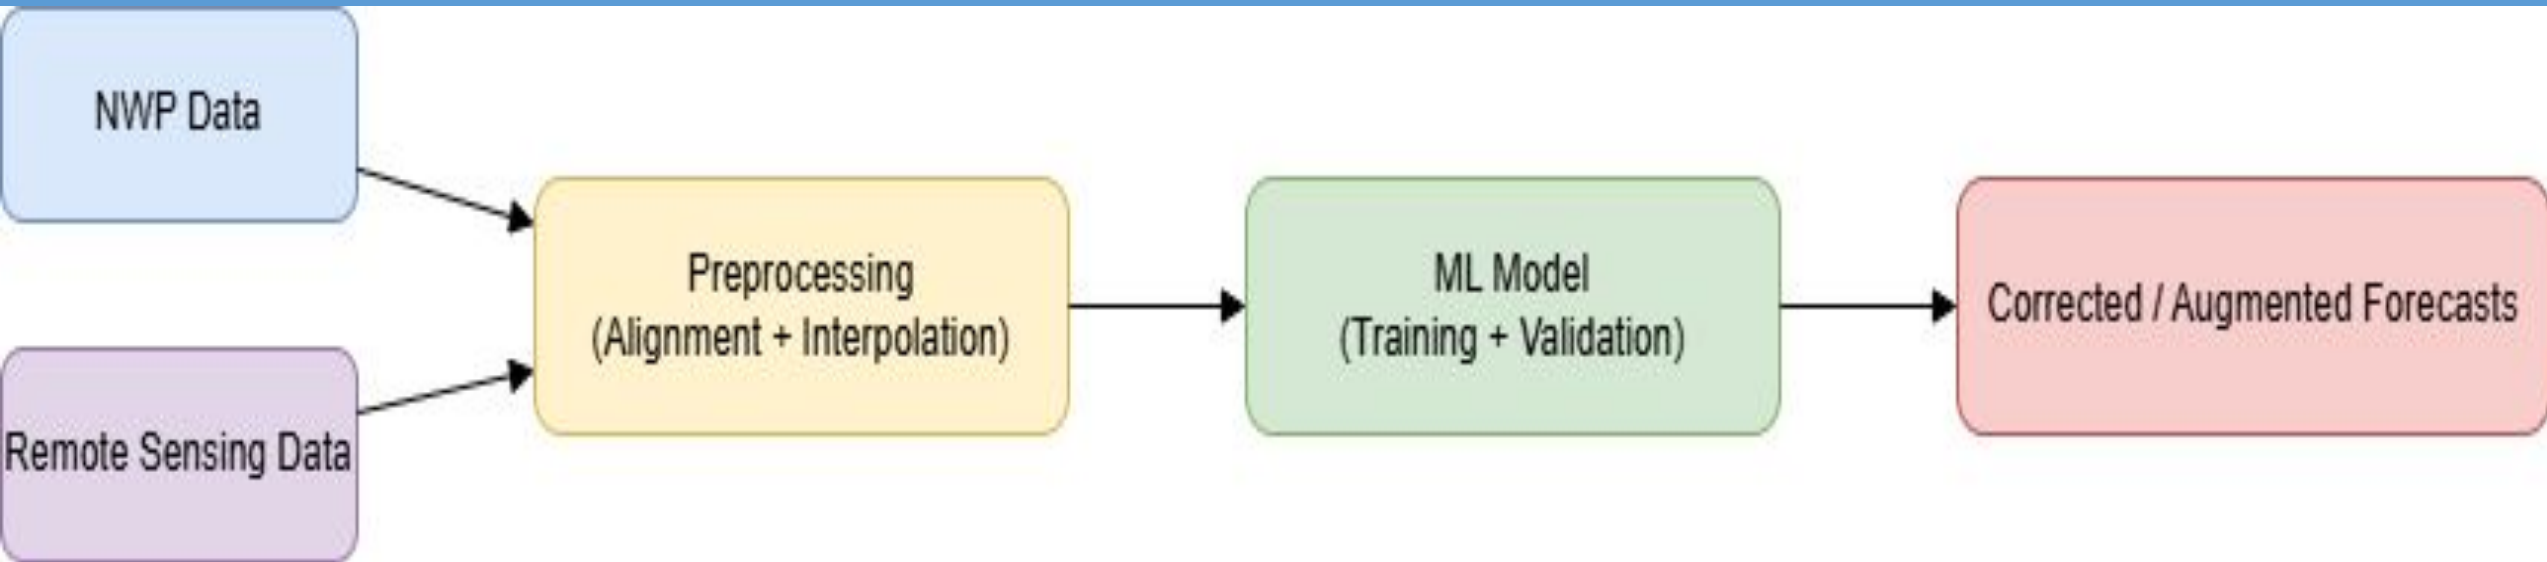 NWP Data
Remote Sensing Data
Preprocessing
(Alignment + Interpolation)
ML Model
(Training + Validation)
Corrected / Augmented Forecasts